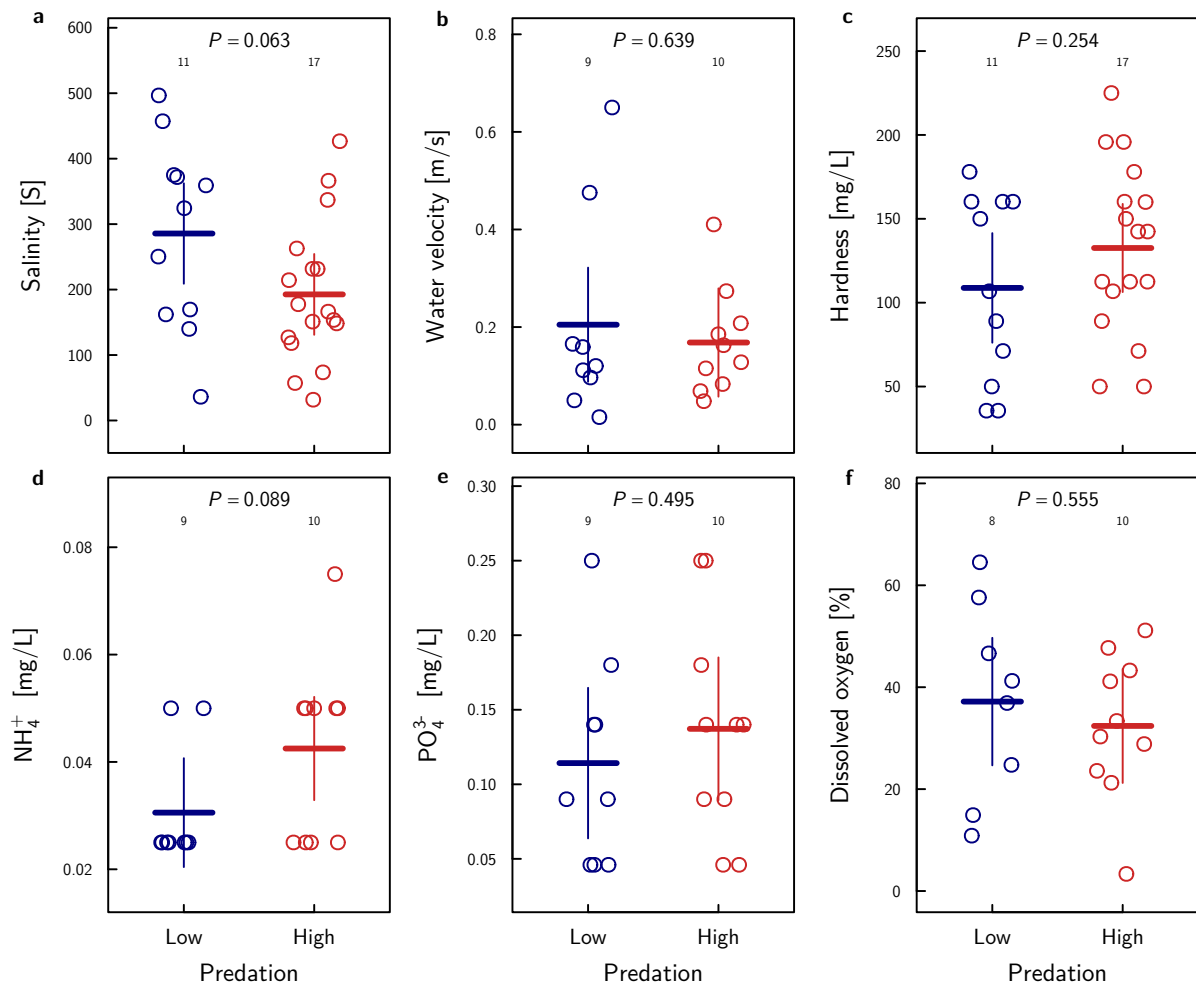 a
P = 0.063
11 17
600
500
400
300
200
100
0
Salinity [S]
b
P = 0.639
9 10
0.8
0.6
0.4
0.2
0.0
Water velocity [m/s]
c
P = 0.254
11 17
250
200
150
100
50
Hardness [mg/L]
d
P = 0.089
9 10
0.08
0.06
0.04
0.02
NH₄⁺ [mg/L]
Low High
Predation
e
P = 0.495
9 10
0.30
0.25
0.20
0.15
0.10
0.05
PO₄³⁻ [mg/L]
Low High
Predation
f
P = 0.555
8 10
80
60
40
20
0
Dissolved oxygen [%]
Low High
Predation